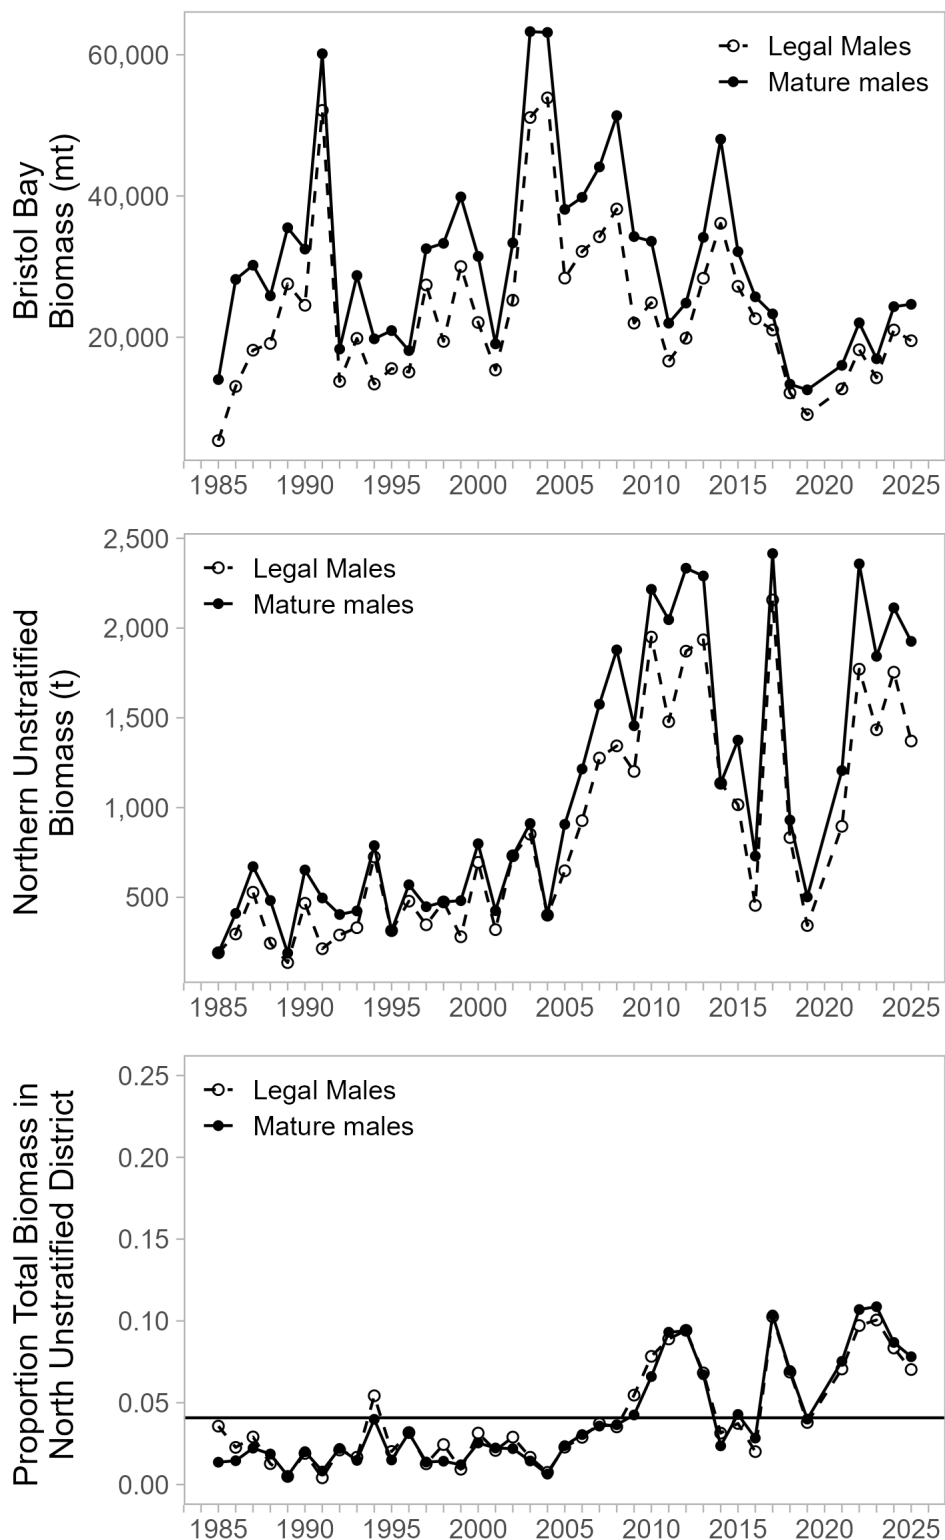 Bristol Bay
Biomass (mt)
60,000
40,000
20,000
Legal Males
Mature males
1985 1990 1995 2000 2005 2010 2015 2020 2025
Northern Unstratified
Biomass (t)
2,500
2,000
1,500
1,000
500
Legal Males
Mature males
1985 1990 1995 2000 2005 2010 2015 2020 2025
Proportion Total Biomass in
North Unstratified District
0.25
0.20
0.15
0.10
0.05
0.00
Legal Males
Mature males
1985 1990 1995 2000 2005 2010 2015 2020 2025